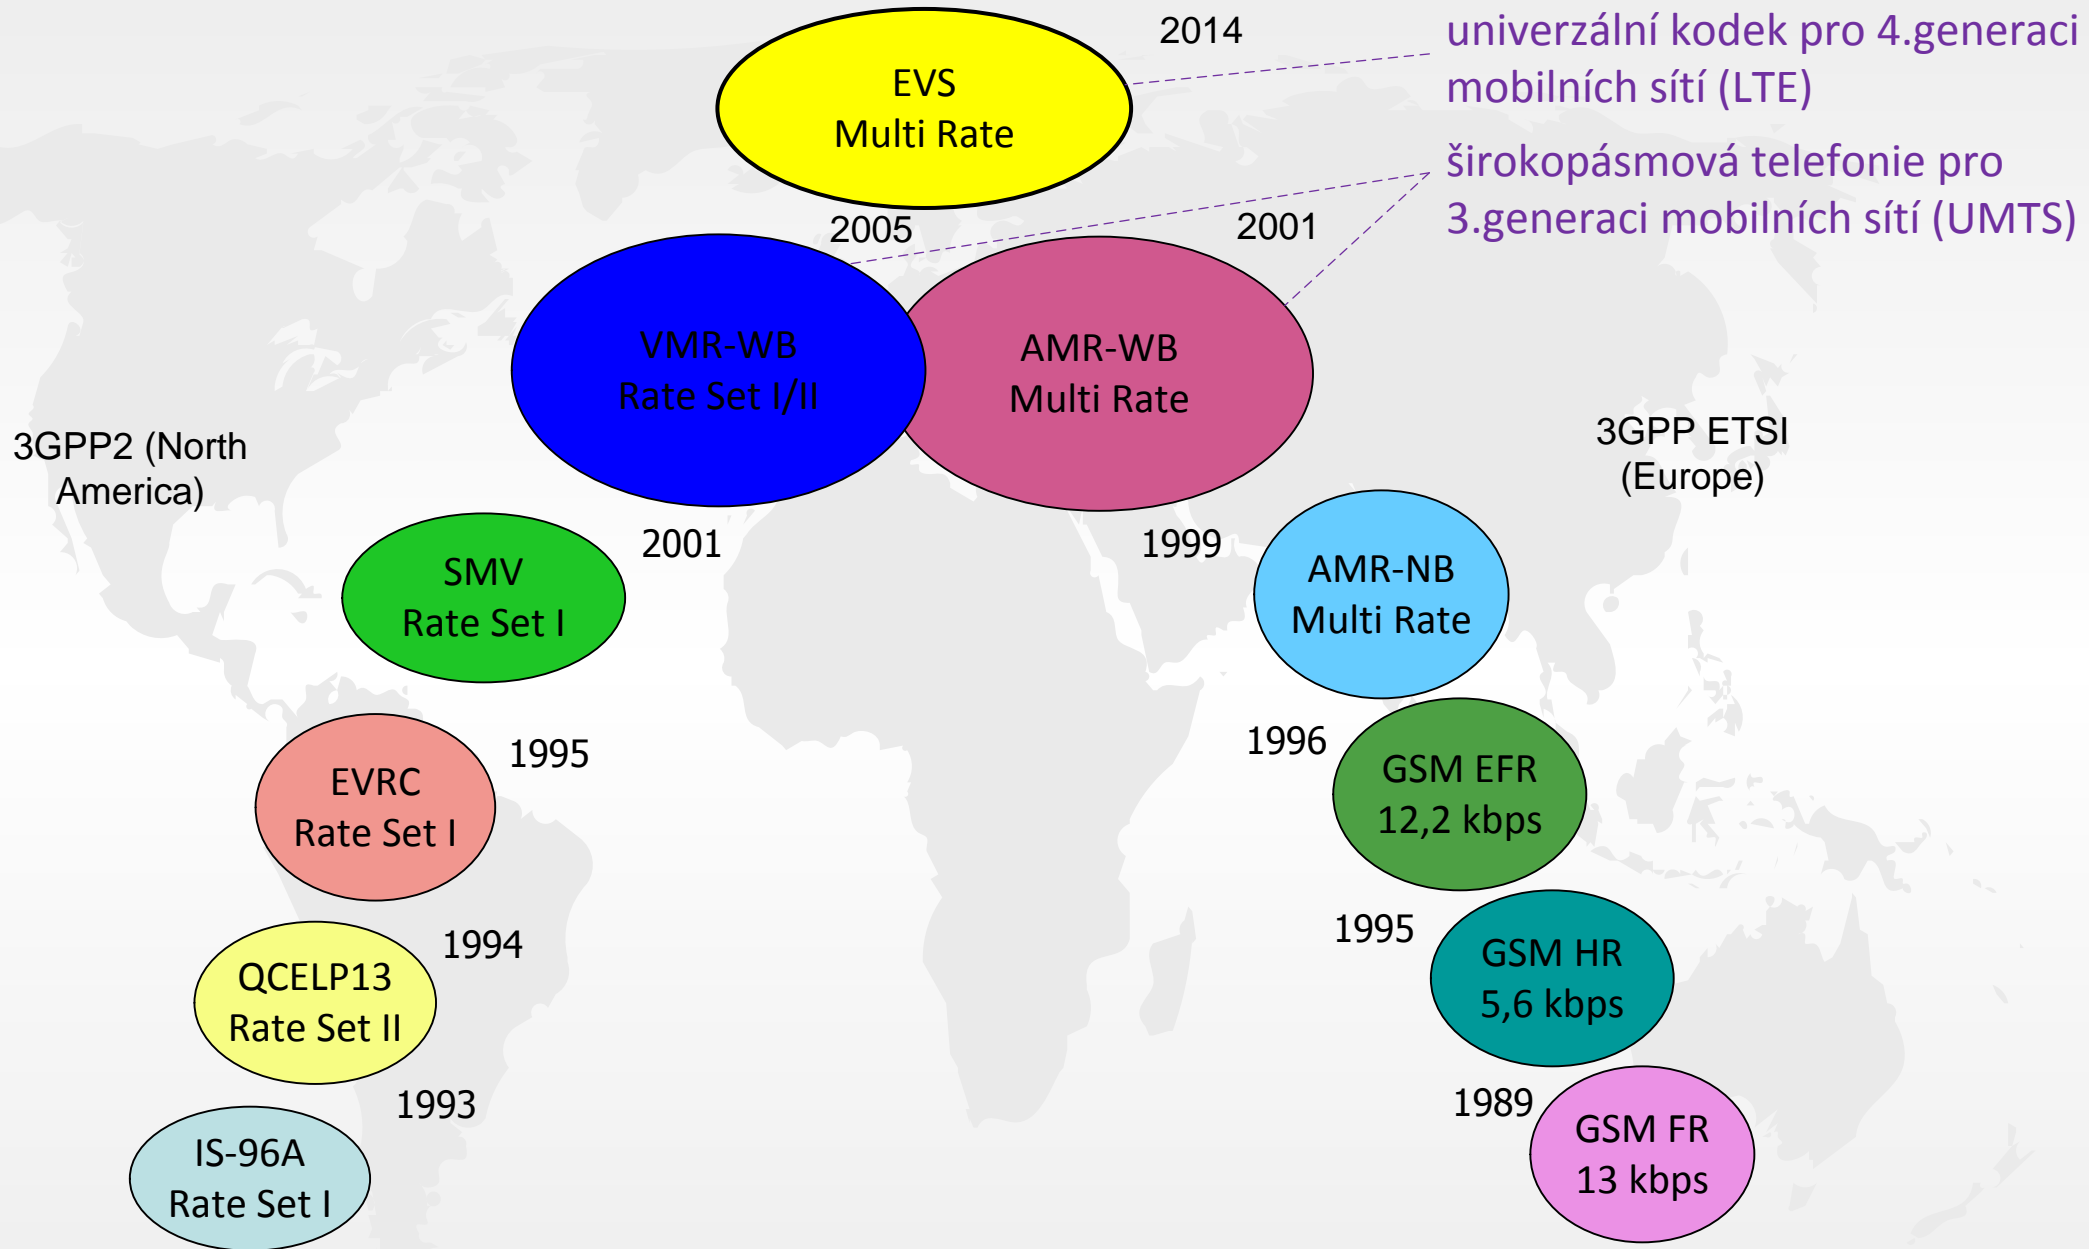 2014
univerzální kodek pro 4.generaci
mobilních sítí (LTE)
EVS
Multi Rate
širokopásmová telefonie pro
3.generaci mobilních sítí (UMTS)
2005
2001
VMR-WB
Rate Set I/II
AMR-WB
Multi Rate
3GPP2 (North
America)
3GPP ETSI
(Europe)
2001
SMV
Rate Set I
1999
AMR-NB
Multi Rate
1995
EVRC
Rate Set I
1996
GSM EFR
12,2 kbps
1994
QCELP13
Rate Set II
1995
GSM HR
5,6 kbps
1993
IS-96A
Rate Set I
1989
GSM FR
13 kbps